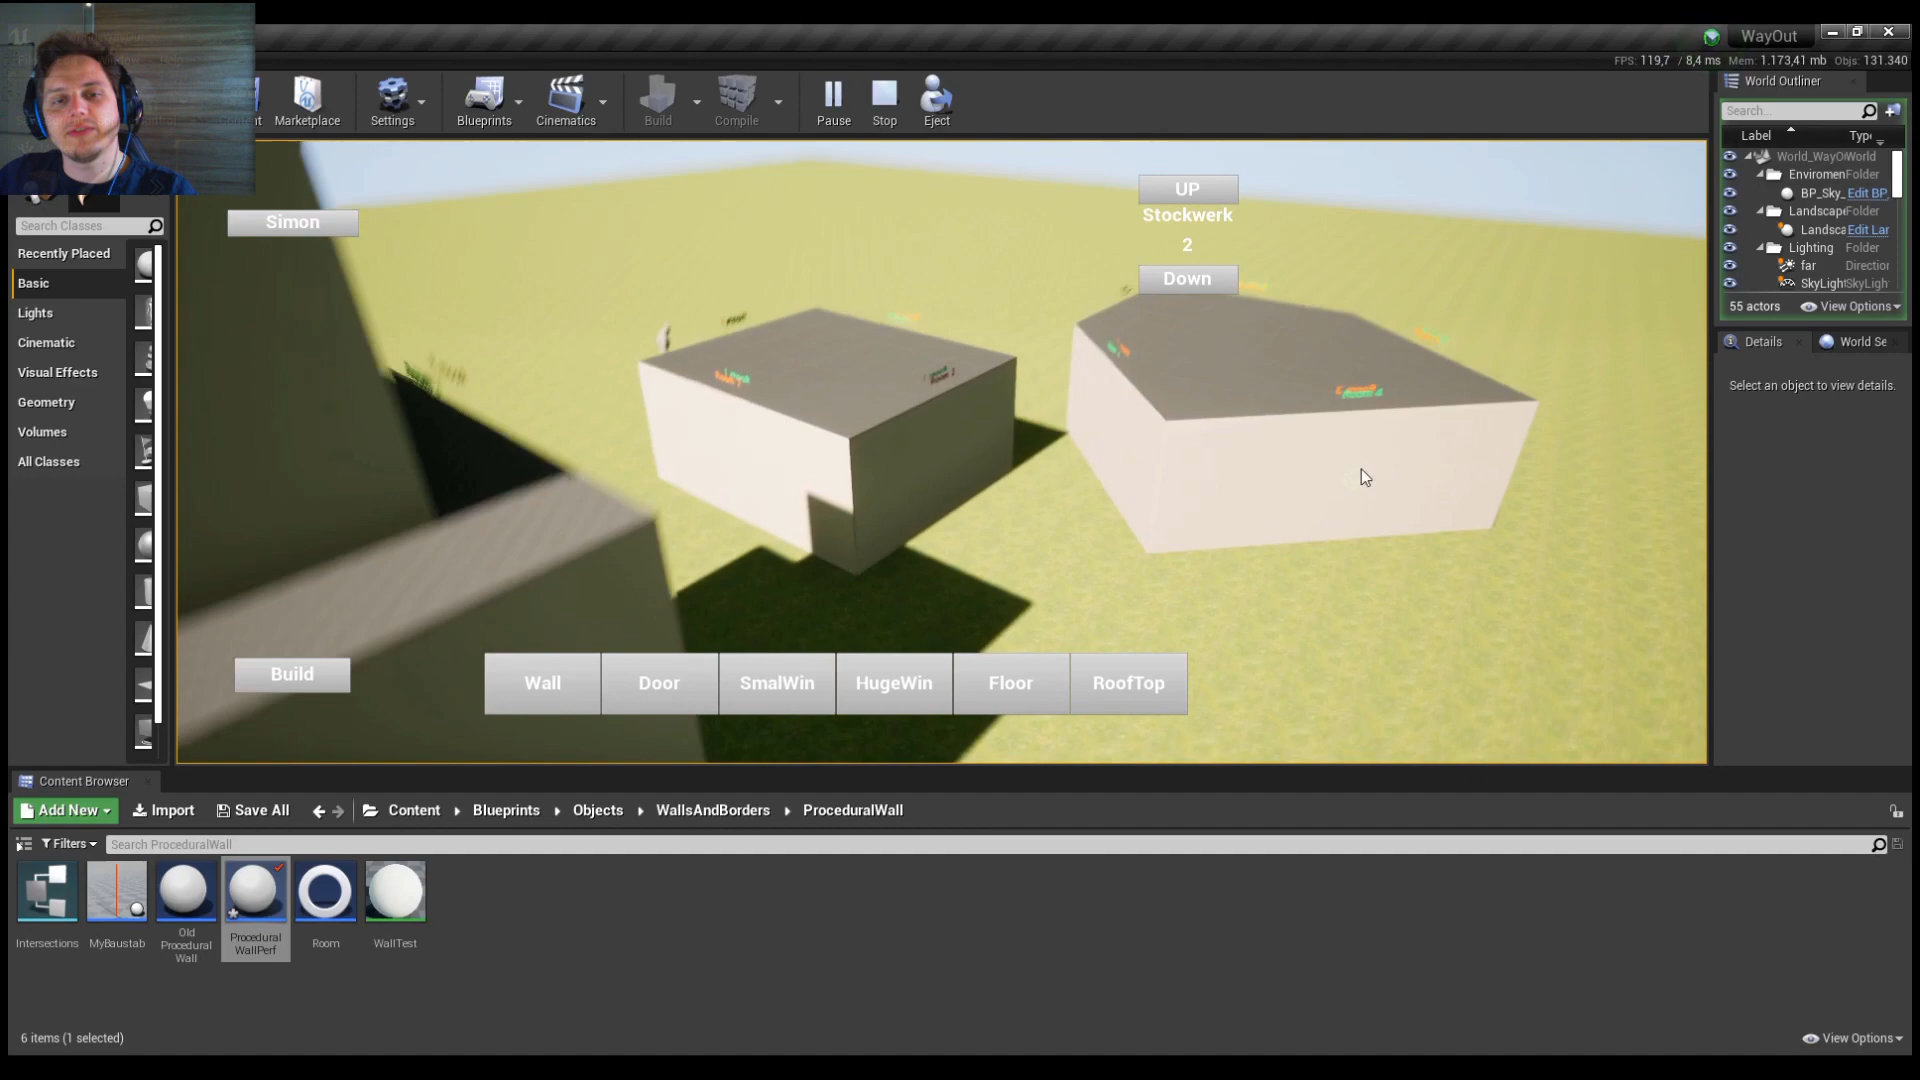 WayOut
FPS: 119,7 / 8,4 ms Mem: 1.173,41 mb Objs: 131.340
Marketplace
Settings
Blueprints
Cinematics
Build
Compile
Pause
Stop
Eject
World Outliner
Search...
Label
World_WayO World
Enviromen Folder
BP_Sky_ Edit BP_
Landscape Folder
Landsca Edit Lar
Lighting Folder
far Direction
SkyLight SkyLigh
55 actors
View Options
Details
World Se
Select an object to view details.
Search Classes
Recently Placed
Basic
Lights
Cinematic
Visual Effects
Geometry
Volumes
All Classes
Simon
UP
Stockwerk
2
Down
Room 4
Build
Wall
Door
SmalWin
HugeWin
Floor
RoofTop
Content Browser
Add New
Import
Save All
Content
Blueprints
Objects
WallsAndBorders
ProceduralWall
Filters
Search ProceduralWall
Intersections
MyBaustab
Old
Procedural
Wall
Procedural
WallPerf
Room
WallTest
6 items (1 selected)
View Options